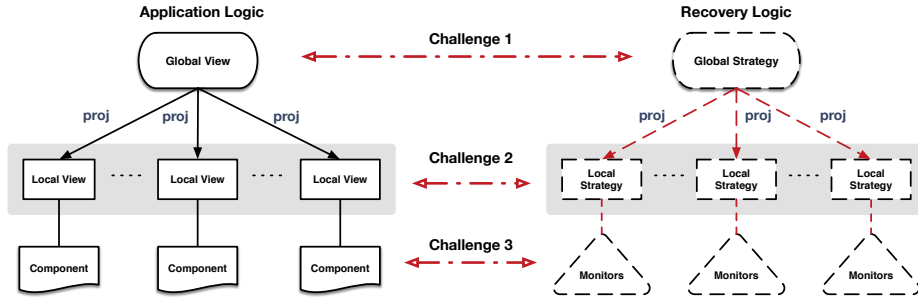 Application Logic
Recovery Logic
Challenge 1
Global View
Global Strategy
proj
proj
proj
proj
proj
proj
Challenge 2
Local View
Local View
Local View
Local
Strategy
Local
Strategy
Local
Strategy
Challenge 3
Component
Component
Component
Monitors
Monitors
Monitors